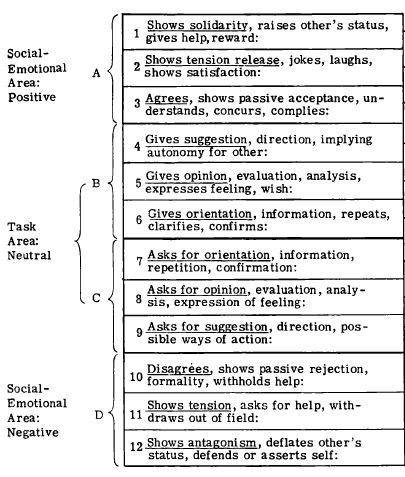 Social-
Emotional
Area:
Positive
A
1 Shows solidarity, raises other's status,
gives help, reward:
2 Shows tension release, jokes, laughs,
shows satisfaction:
3 Agrees, shows passive acceptance, un-
derstands, concurs, complies:
Task
Area:
Neutral
B
4 Gives suggestion, direction, implying
autonomy for other:
5 Gives opinion, evaluation, analysis,
expresses feeling, wish:
6 Gives orientation, information, repeats,
clarifies, confirms:
C
7 Asks for orientation, information,
repetition, confirmation:
8 Asks for opinion, evaluation, analy-
sis, expression of feeling:
9 Asks for suggestion, direction, pos-
sible ways of action:
Social-
Emotional
Area:
Negative
D
10 Disagrees, shows passive rejection,
formality, withholds help:
11 Shows tension, asks for help, with-
draws out of field:
12 Shows antagonism, deflates other's
status, defends or asserts self: